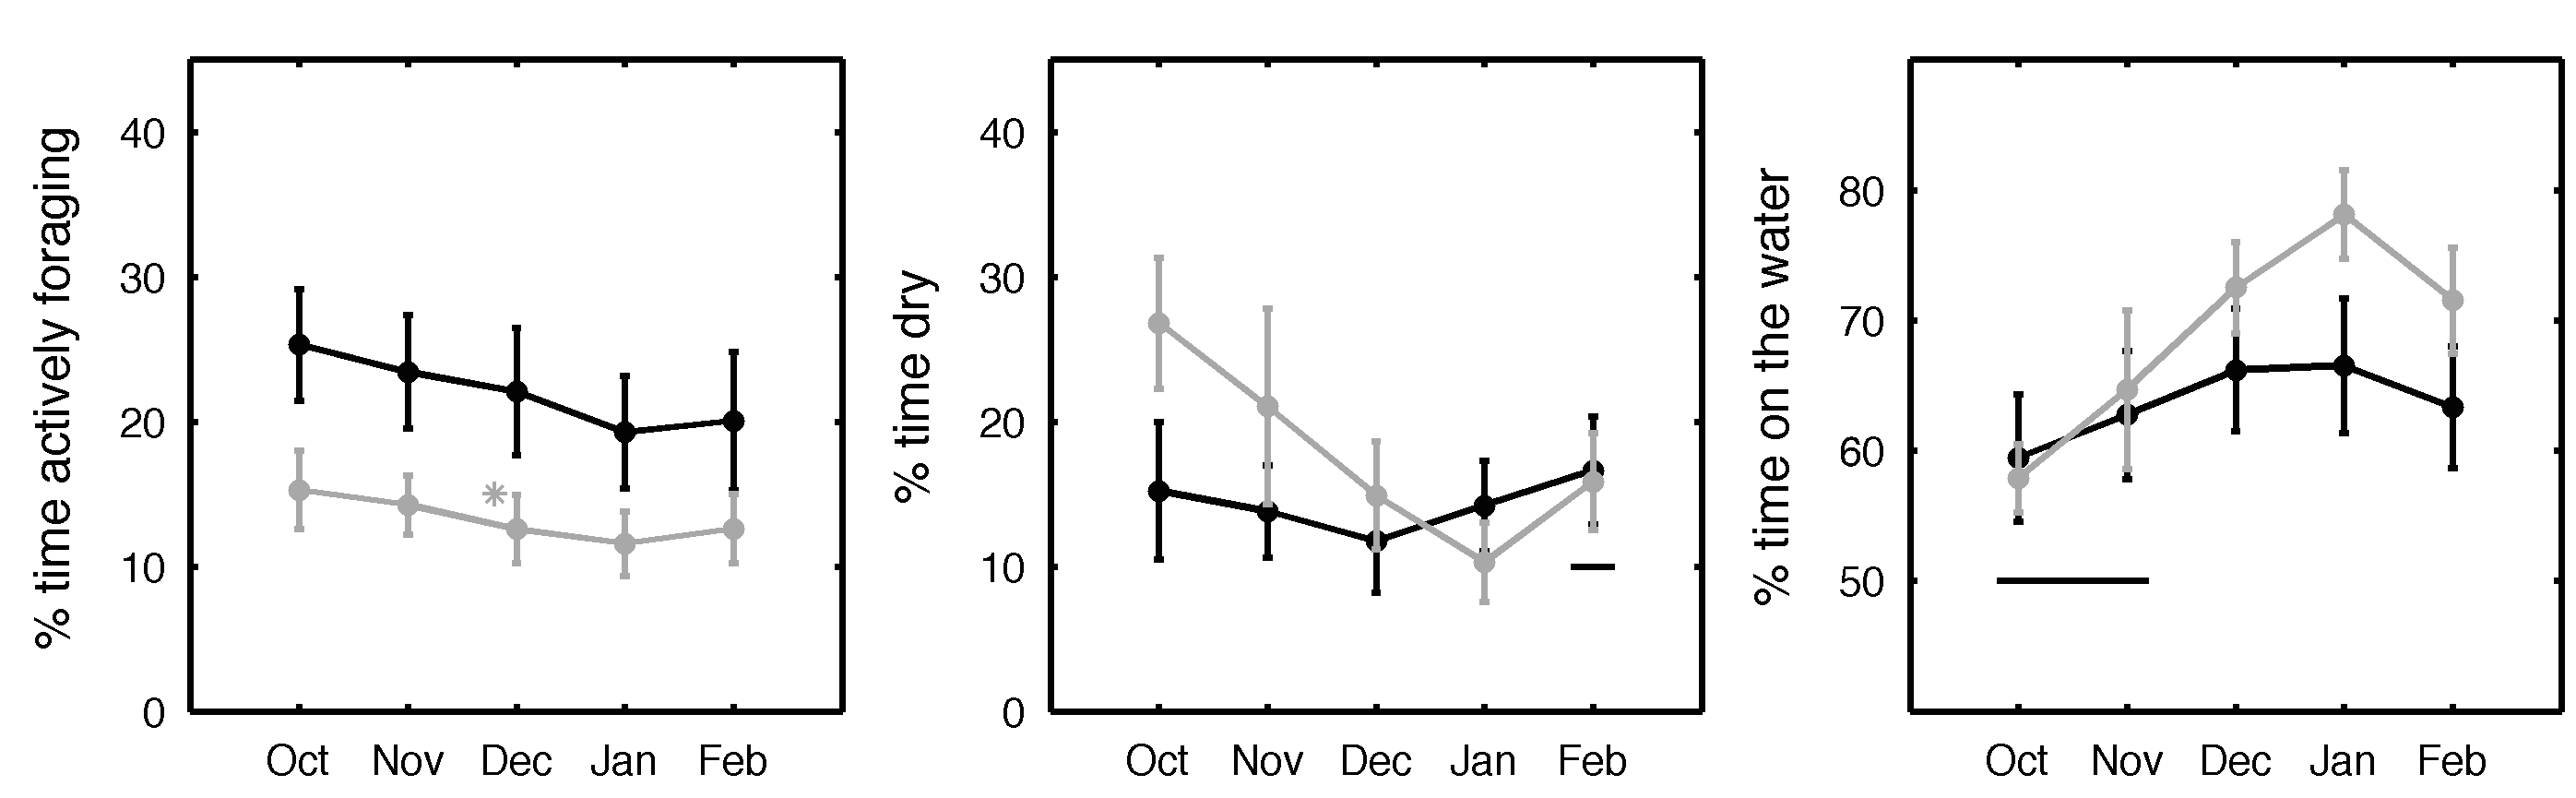 % time actively foraging
40
30
20
10
0
*
Oct Nov Dec Jan Feb
% time dry
40
30
20
10
0
Oct Nov Dec Jan Feb
% time on the water
80
70
60
50
Oct Nov Dec Jan Feb